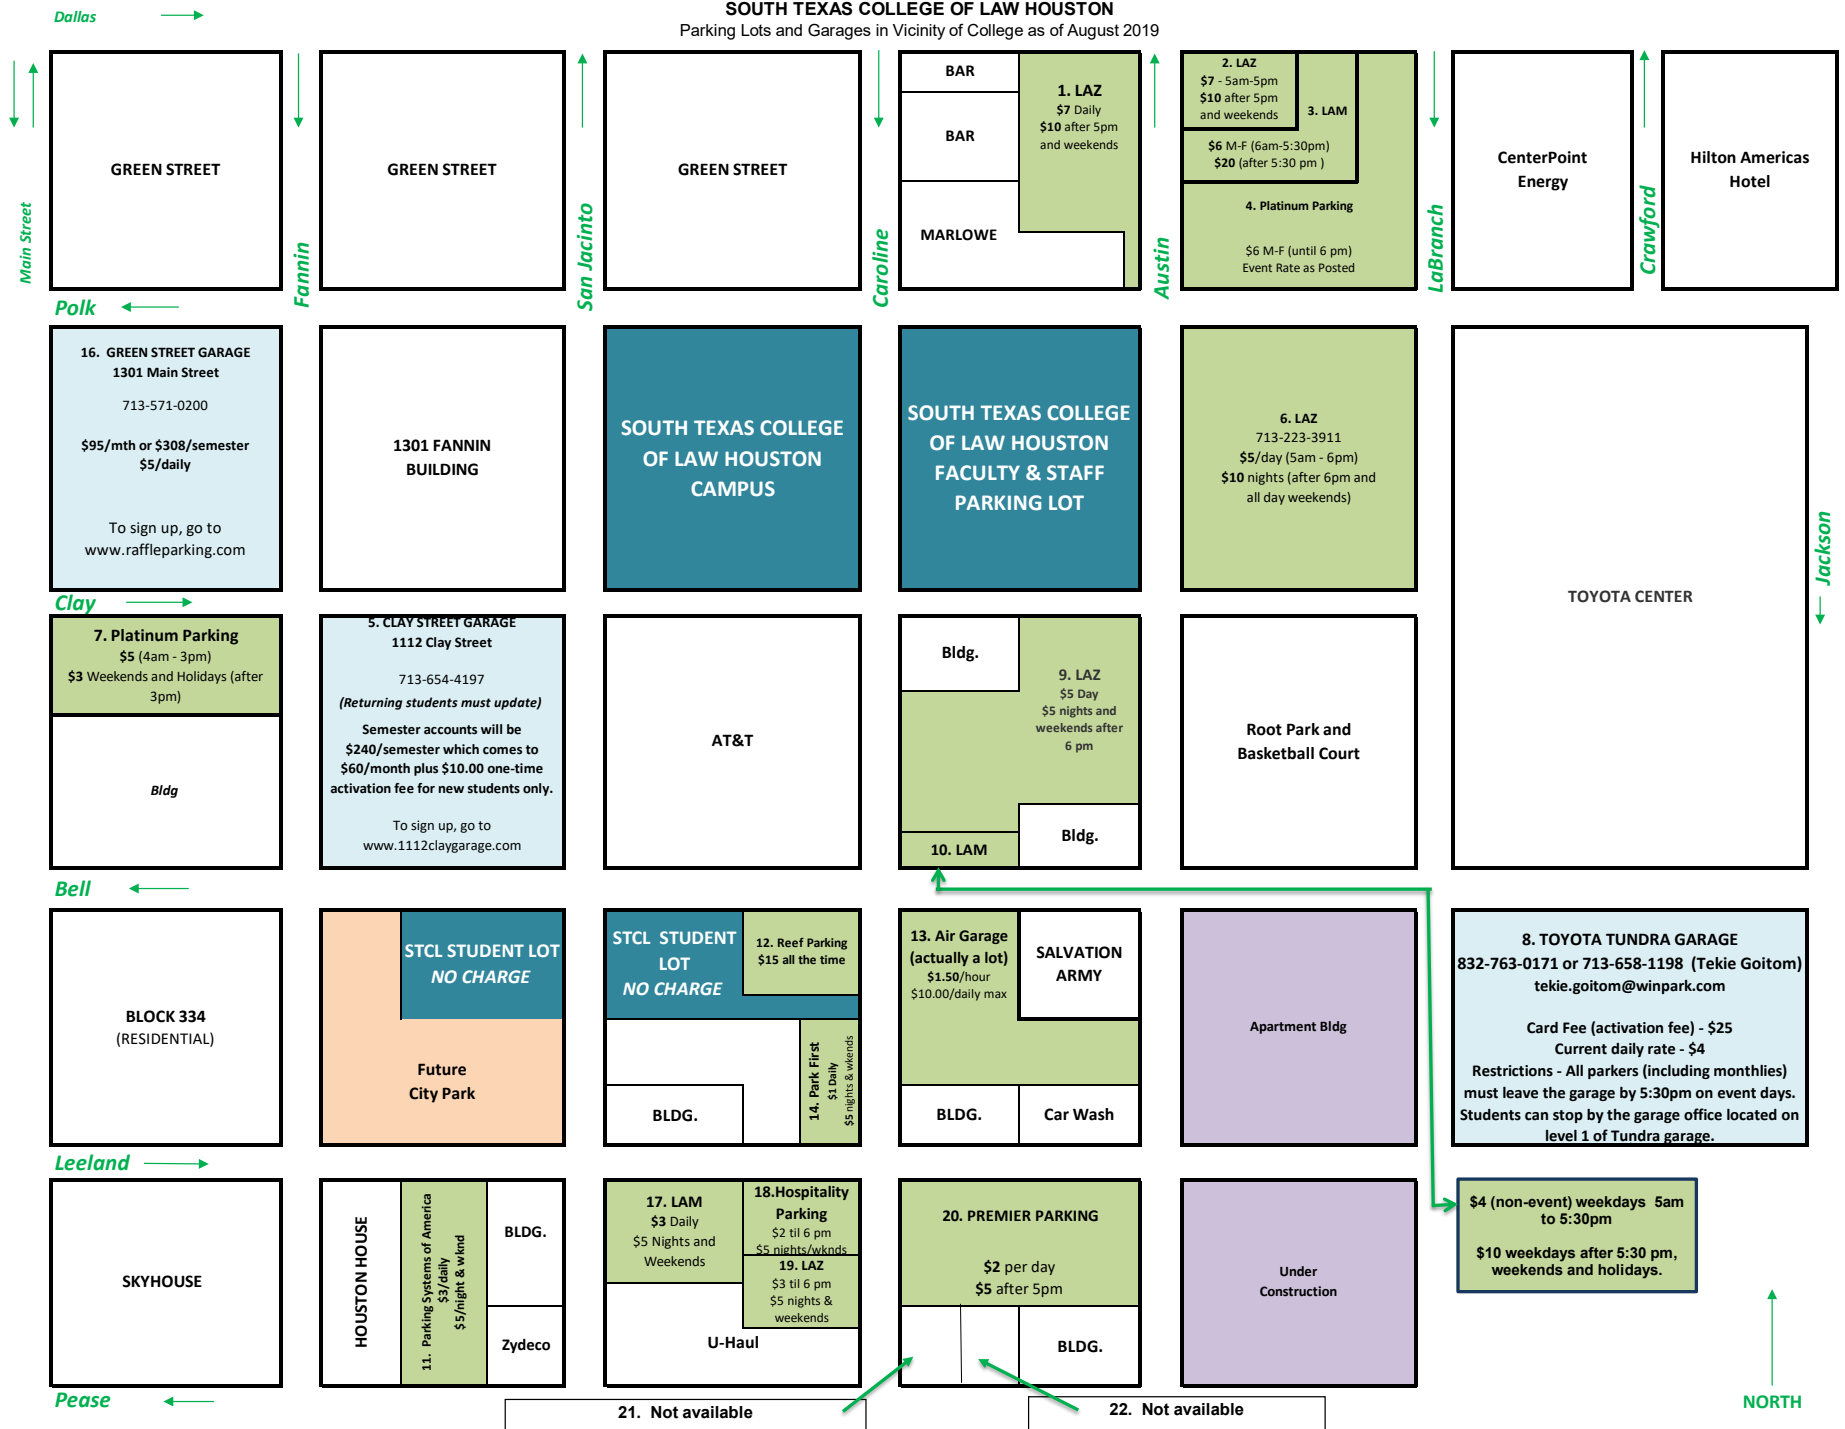 SOUTH TEXAS COLLEGE OF LAW HOUSTON
Parking Lots and Garages in Vicinity of College as of August 2019
Dallas
Main Street
GREEN STREET
Fannin
GREEN STREET
San Jacinto
GREEN STREET
Caroline
BAR
BAR
MARLOWE
1. LAZ
$7 Daily
$10 after 5pm
and weekends
Austin
2. LAZ
$7 - 5am-5pm
$10 after 5pm
and weekends
3. LAM
$6 M-F (6am-5:30pm)
$20 (after 5:30 pm )
4. Platinum Parking
$6 M-F (until 6 pm)
Event Rate as Posted
LaBranch
CenterPoint
Energy
Crawford
Hilton Americas
Hotel
Polk
16. GREEN STREET GARAGE
1301 Main Street
713-571-0200
$95/mth or $308/semester
$5/daily
To sign up, go to
www.raffleparking.com
1301 FANNIN
BUILDING
SOUTH TEXAS COLLEGE
OF LAW HOUSTON
CAMPUS
SOUTH TEXAS COLLEGE
OF LAW HOUSTON
FACULTY & STAFF
PARKING LOT
6. LAZ
713-223-3911
$5/day (5am - 6pm)
$10 nights (after 6pm and
all day weekends)
TOYOTA CENTER
Jackson
Clay
7. Platinum Parking
$5 (4am - 3pm)
$3 Weekends and Holidays (after
3pm)
Bldg
5. CLAY STREET GARAGE
1112 Clay Street
713-654-4197
(Returning students must update)
Semester accounts will be
$240/semester which comes to
$60/month plus $10.00 one-time
activation fee for new students only.
To sign up, go to
www.1112claygarage.com
AT&T
Bldg.
9. LAZ
$5 Day
$5 nights and
weekends after
6 pm
10. LAM
Bldg.
Root Park and
Basketball Court
Bell
BLOCK 334
(RESIDENTIAL)
STCL STUDENT LOT
NO CHARGE
Future
City Park
STCL STUDENT
LOT
NO CHARGE
12. Reef Parking
$15 all the time
14. Park First
$1 Daily
$5 nights & wkends
BLDG.
13. Air Garage
(actually a lot)
$1.50/hour
$10.00/daily max
SALVATION
ARMY
BLDG.
Car Wash
Apartment Bldg
8. TOYOTA TUNDRA GARAGE
832-763-0171 or 713-658-1198 (Tekie Goitom)
tekie.goitom@winpark.com
Card Fee (activation fee) - $25
Current daily rate - $4
Restrictions - All parkers (including monthlies)
must leave the garage by 5:30pm on event days.
Students can stop by the garage office located on
level 1 of Tundra garage.
Leeland
SKYHOUSE
HOUSTON HOUSE
11. Parking Systems of America
$3/daily
$5/night & wknd
BLDG.
Zydeco
17. LAM
$3 Daily
$5 Nights and
Weekends
18.Hospitality
Parking
$2 til 6 pm
$5 nights/wknds
19. LAZ
$3 til 6 pm
$5 nights &
weekends
U-Haul
20. PREMIER PARKING
$2 per day
$5 after 5pm
BLDG.
Under
Construction
$4 (non-event) weekdays 5am
to 5:30pm
$10 weekdays after 5:30 pm,
weekends and holidays.
NORTH
Pease
21. Not available
22. Not available